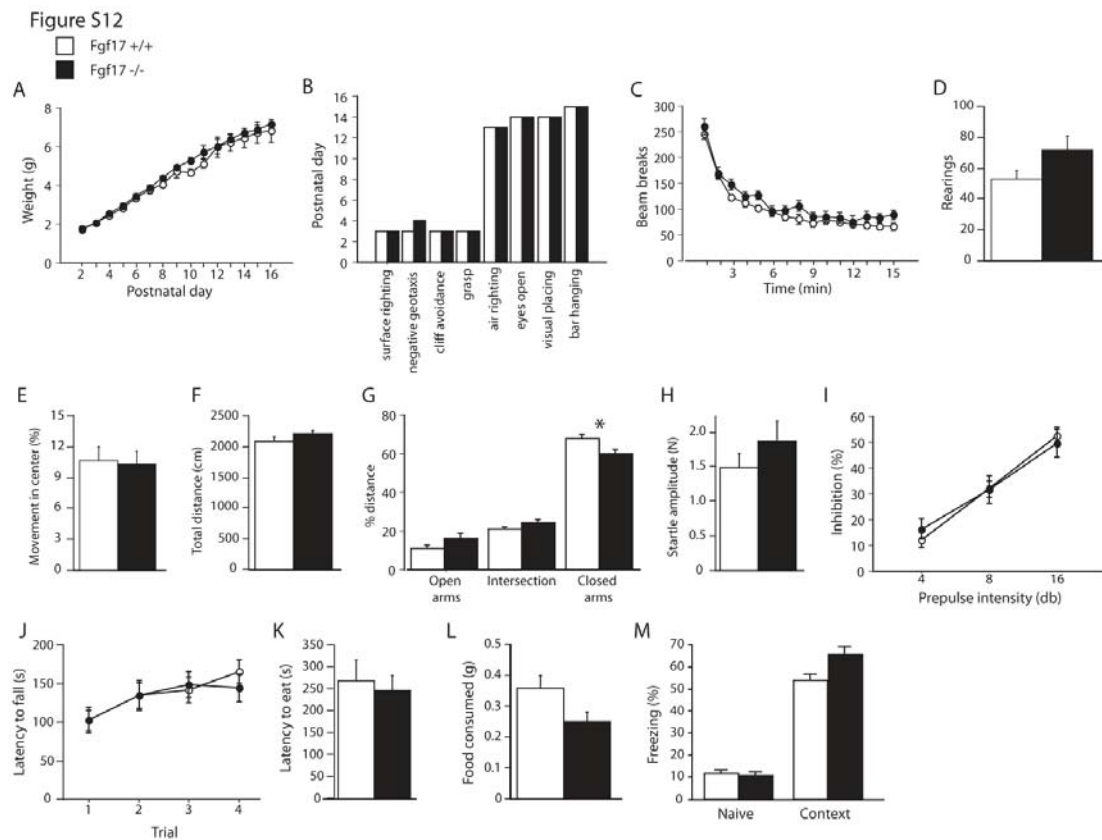 Figure S12
Fgf17 +/+
Fgf17 -/-
A
Weight (g)
8
6
4
2
0
2 4 6 8 10 12 14 16
Postnatal day
B
Postnatal day
16
14
12
10
8
6
4
2
0
surface righting
negative geotaxis
cliff avoidance
grasp
air righting
eyes open
visual placing
bar hanging
C
Beam breaks
300
250
200
150
100
50
0
3 6 9 12 15
Time (min)
D
Rearings
100
80
60
40
20
0
E
Movement in center (%)
15
12
9
6
3
0
F
Total distance (cm)
2500
2000
1500
1000
500
0
G
% distance
80
60
40
20
0
*
Open arms
Intersection
Closed arms
H
Startle amplitude (N)
2.0
1.5
1.0
0.5
0
I
Inhibition (%)
60
50
40
30
20
10
0
4 8 16
Prepulse intensity (db)
J
Latency to fall (s)
200
150
100
50
0
1 2 3 4
Trial
K
Latency to eat (s)
350
300
250
200
150
100
50
0
L
Food consumed (g)
0.5
0.4
0.3
0.2
0.1
0
M
Freezing (%)
70
60
50
40
30
20
10
0
Naive Context